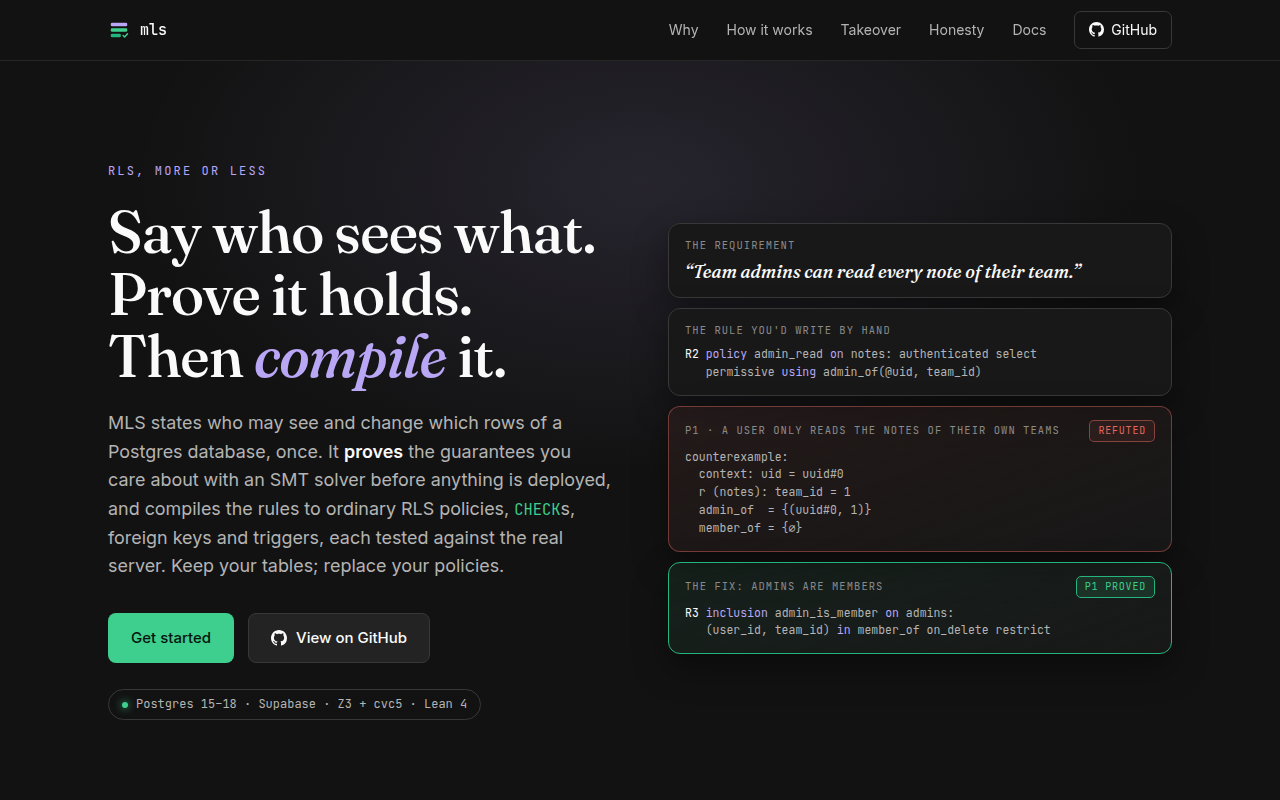 mls
Why
How it works
Takeover
Honesty
Docs
GitHub
RLS, MORE OR LESS
Say who sees what.
Prove it holds.
Then compile it.
MLS states who may see and change which rows of a
Postgres database, once. It proves the guarantees you
care about with an SMT solver before anything is deployed,
and compiles the rules to ordinary RLS policies, CHECKs,
foreign keys and triggers, each tested against the real
server. Keep your tables; replace your policies.
Get started
View on GitHub
Postgres 15–18 · Supabase · Z3 + cvc5 · Lean 4
THE REQUIREMENT
“Team admins can read every note of their team.”
THE RULE YOU'D WRITE BY HAND
R2 policy admin_read on notes: authenticated select
permissive using admin_of(@uid, team_id)
P1 · A USER ONLY READS THE NOTES OF THEIR OWN TEAMS
REFUTED
counterexample:
context: uid = uuid#0
r (notes): team_id = 1
admin_of  = {(uuid#0, 1)}
member_of = {∅}
THE FIX: ADMINS ARE MEMBERS
P1 PROVED
R3 inclusion admin_is_member on admins:
(user_id, team_id) in member_of on_delete restrict